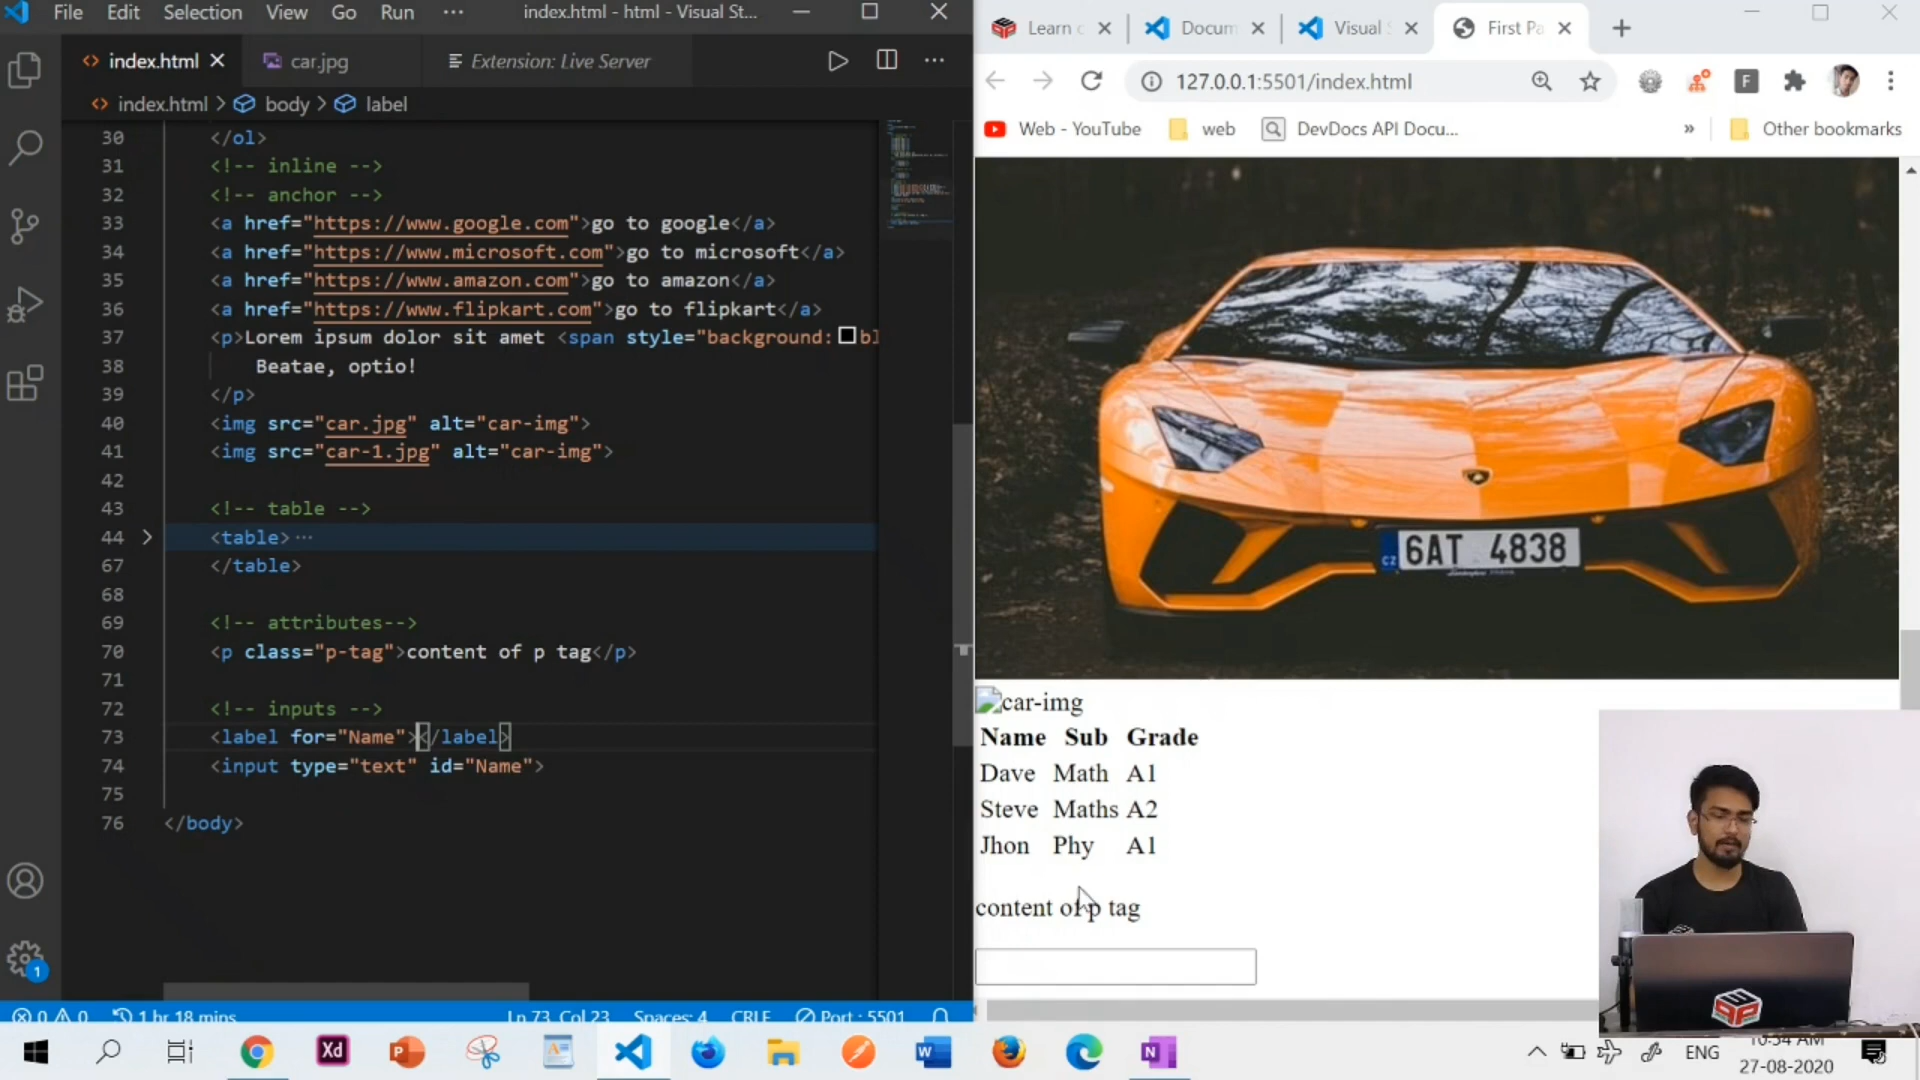 File Edit Selection View Go Run ··· index.html - html - Visual St...
index.html car.jpg Extension: Live Server
index.html > body > label
30 </ol>
31 <!-- inline -->
32 <!-- anchor -->
33 <a href="https://www.google.com">go to google</a>
34 <a href="https://www.microsoft.com">go to microsoft</a>
35 <a href="https://www.amazon.com">go to amazon</a>
36 <a href="https://www.flipkart.com">go to flipkart</a>
37 <p>Lorem ipsum dolor sit amet <span style="background: bl
38 Beatae, optio!
39 </p>
40 <img src="car.jpg" alt="car-img">
41 <img src="car-1.jpg" alt="car-img">
42
43 <!-- table -->
44 <table>···
67 </table>
68
69 <!-- attributes-->
70 <p class="p-tag">content of p tag</p>
71
72 <!-- inputs -->
73 <label for="Name"></label>
74 <input type="text" id="Name">
75
76 </body>
1
0 0 1 hr 18 mins Ln 73, Col 23 Spaces: 4 CRLF Port : 5501
Learn Docum Visual First Pa
127.0.0.1:5501/index.html
F
Web - YouTube web DevDocs API Docu... » Other bookmarks
CZ 6AT 4838
car-img
Name Sub Grade
Dave Math A1
Steve Maths A2
Jhon Phy A1
content of p tag
Xd P W N ENG 10:54 AM
27-08-2020